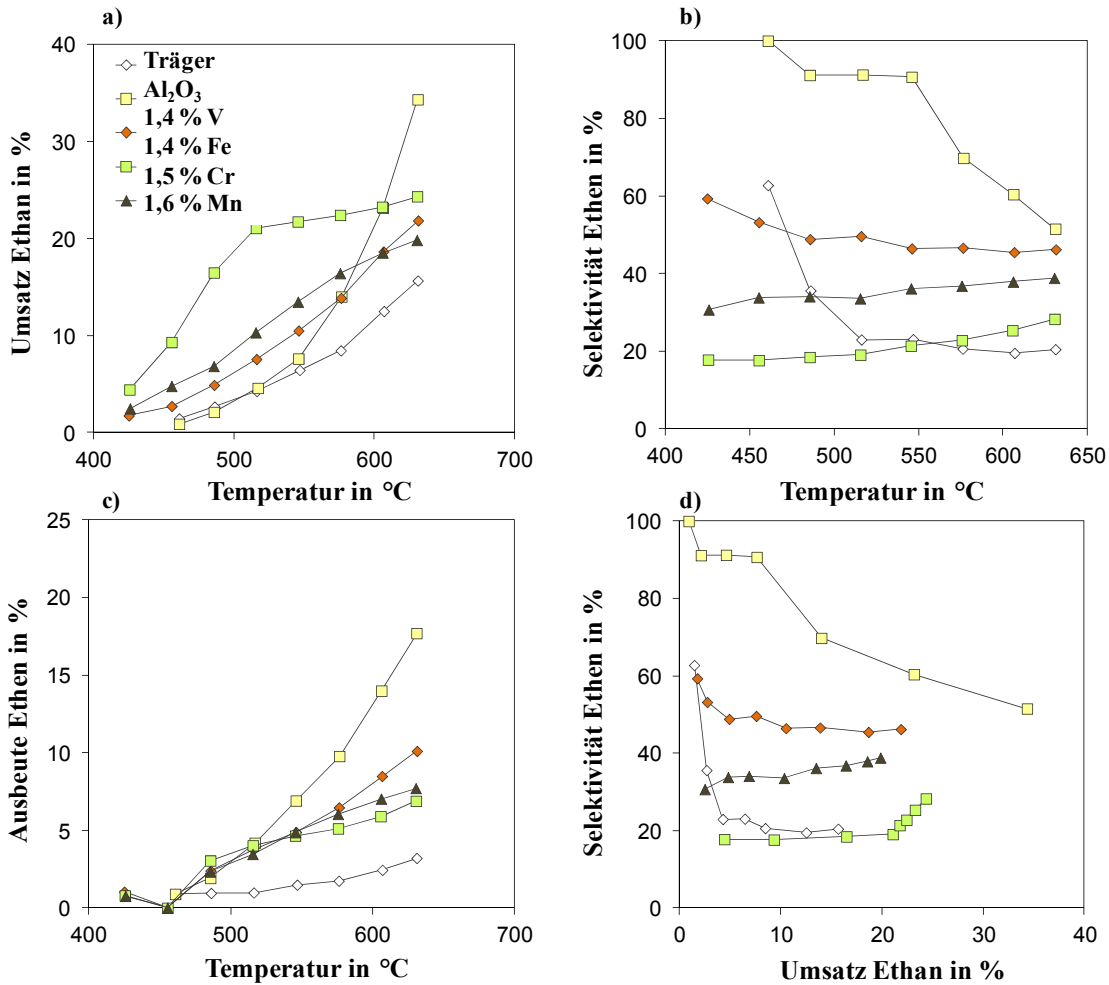 a)
Umsatz Ethan in %
40
30
20
10
0
400
500
600
700
Temperatur in °C
Träger
Al₂O₃
1,4 % V
1,4 % Fe
1,5 % Cr
1,6 % Mn
b)
Selektivität Ethen in %
100
80
60
40
20
0
400
450
500
550
600
650
Temperatur in °C
c)
Ausbeute Ethen in %
25
20
15
10
5
0
400
500
600
700
Temperatur in °C
d)
Selektivität Ethen in %
100
80
60
40
20
0
0
10
20
30
40
Umsatz Ethan in %